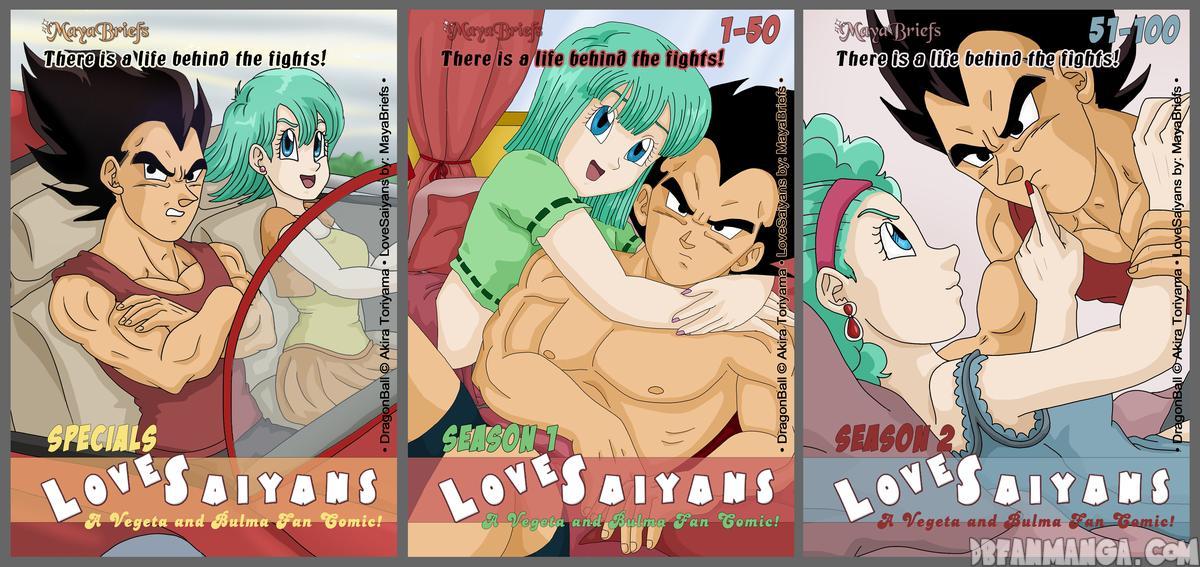 MayaBriefs
There is a life behind the fights!
• DragonBall © Akira Toriyama • LoveSaiyans by: MayaBriefs •
SPECIALS
LOVESAIYANS
A Vegeta and Bulma Fan Comic!
MayaBriefs
1-50
There is a life behind the fights!
• DragonBall © Akira Toriyama • LoveSaiyans by: MayaBriefs •
SEASON 1
LOVESAIYANS
A Vegeta and Bulma Fan Comic!
MayaBriefs
51-100
There is a life behind the fights!
• DragonBall © Akira Toriyama • LoveSaiyans by: MayaBriefs •
SEASON 2
LOVESAIYANS
A Vegeta and Bulma Fan Comic!
DBFANMANGA.COM